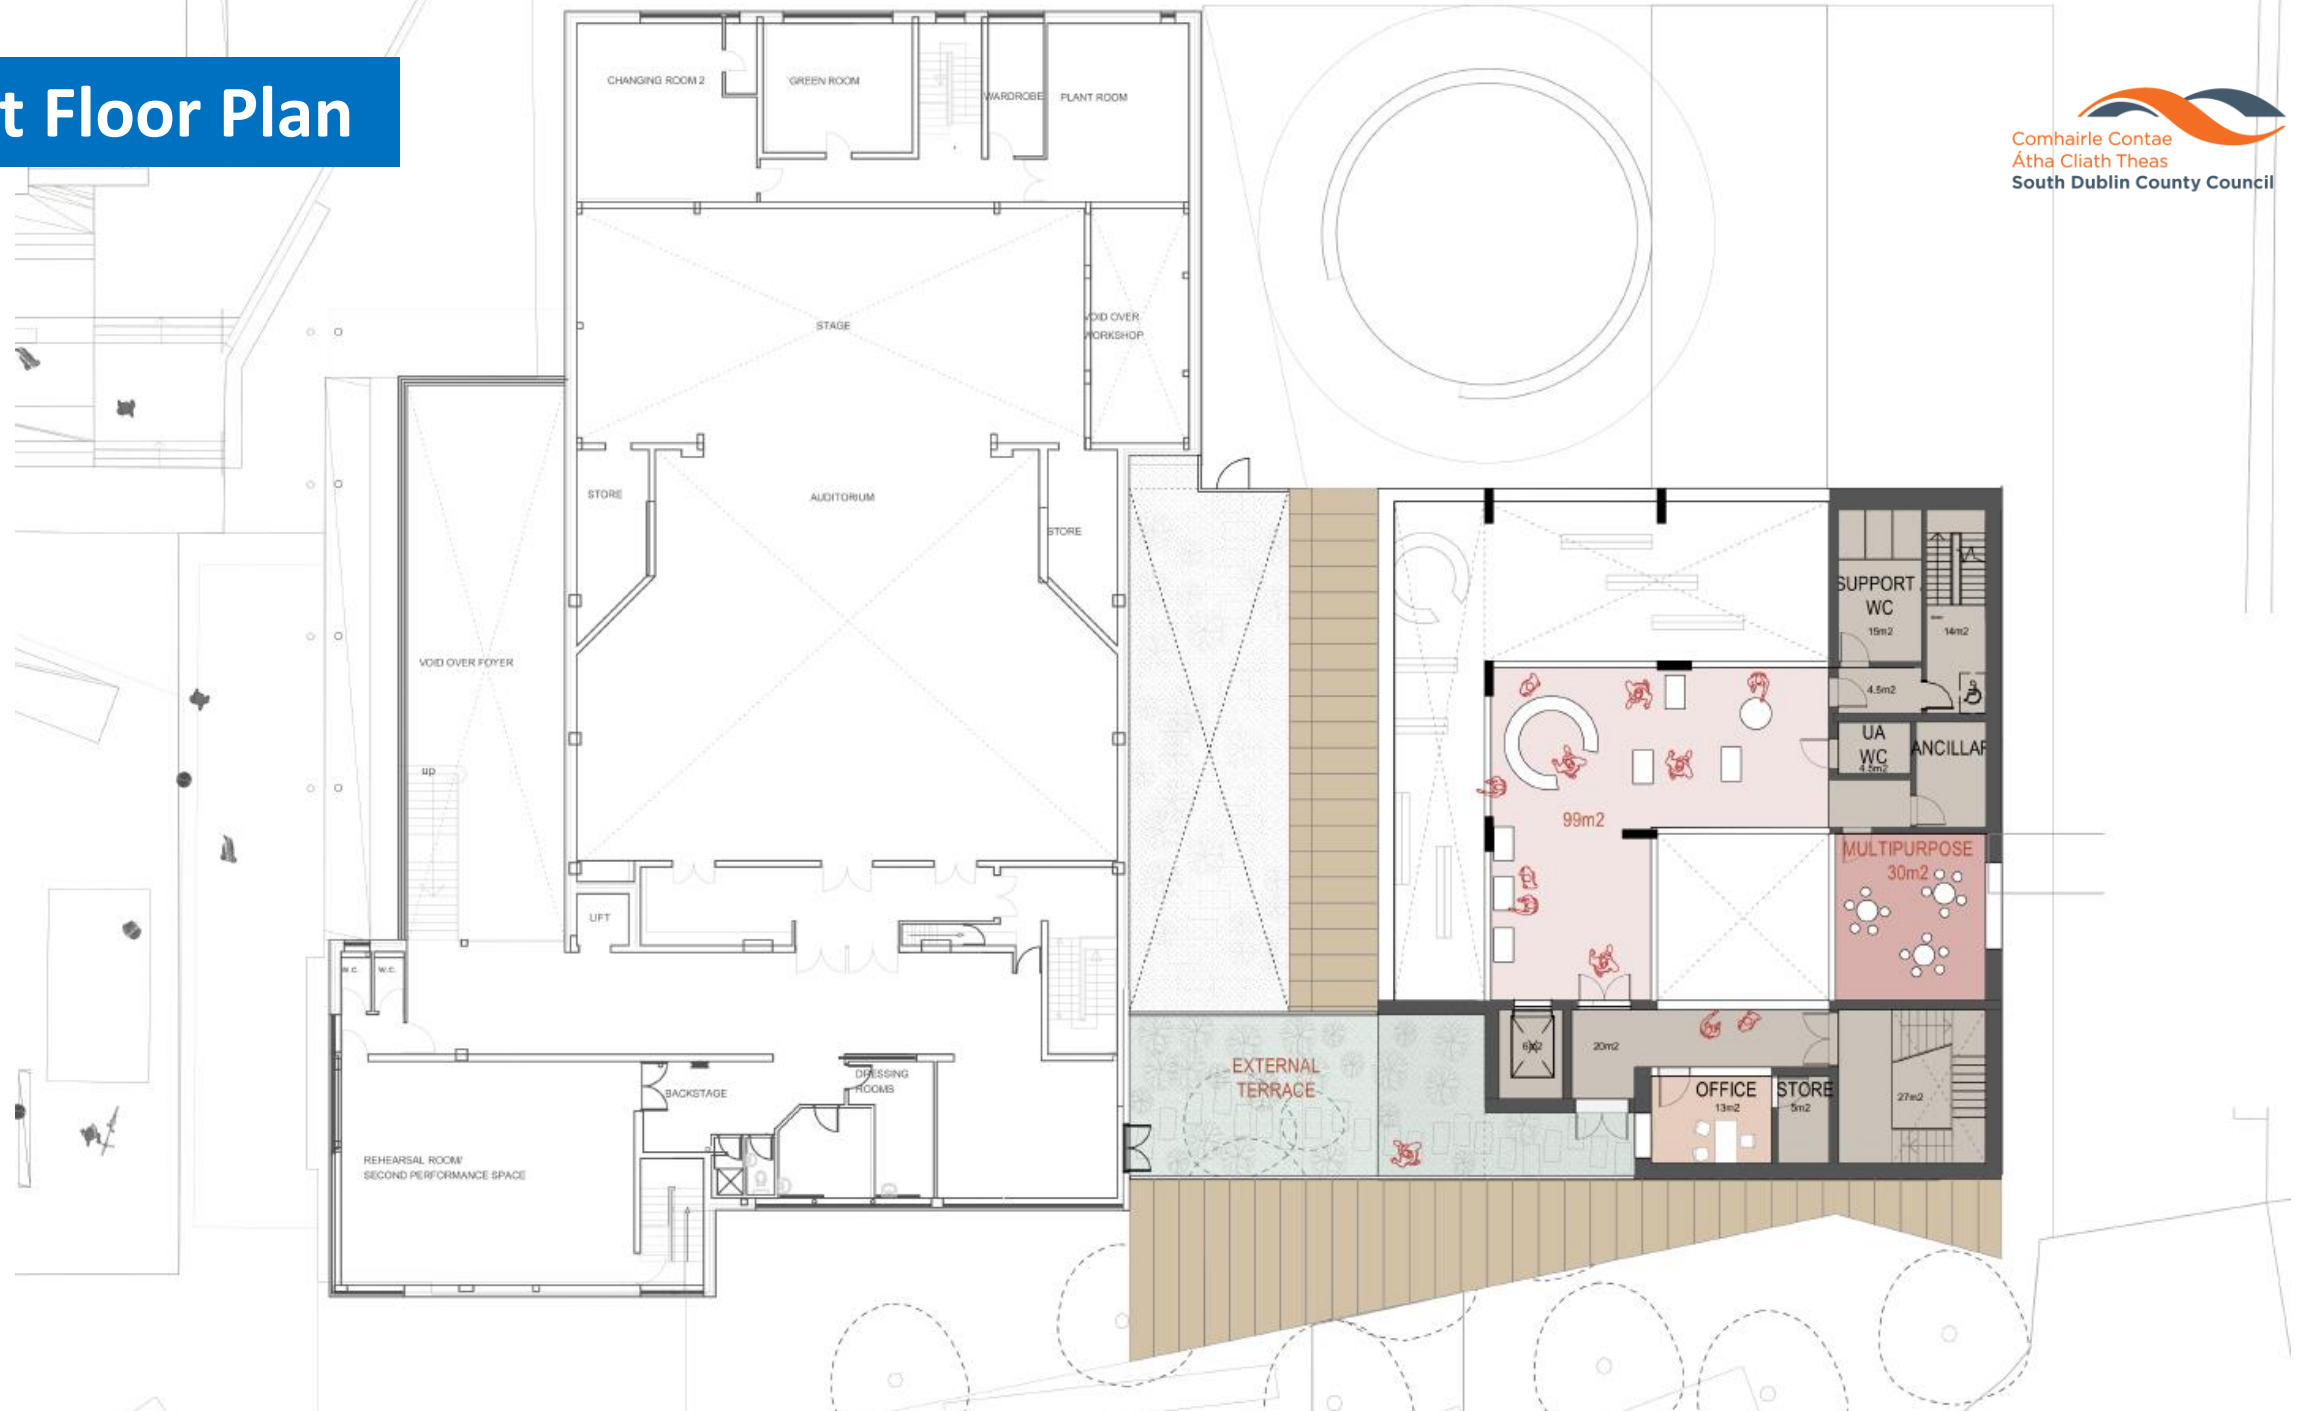 t Floor Plan
Comhairle Contae
Átha Cliath Theas
South Dublin County Council
CHANGING ROOM 2
GREEN ROOM
WARDROBE
PLANT ROOM
STAGE
VOID OVER
WORKSHOP
STORE
AUDITORIUM
STORE
VOID OVER FOYER
up
LIFT
W.C.
W.C.
BACKSTAGE
DRESSING
ROOMS
REHEARSAL ROOM/
SECOND PERFORMANCE SPACE
SUPPORT
WC
15m2
14m2
4.5m2
UA
WC
4.5m2
ANCILLAR
99m2
MULTIPURPOSE
30m2
EXTERNAL
TERRACE
20m2
OFFICE
13m2
STORE
5m2
27m2